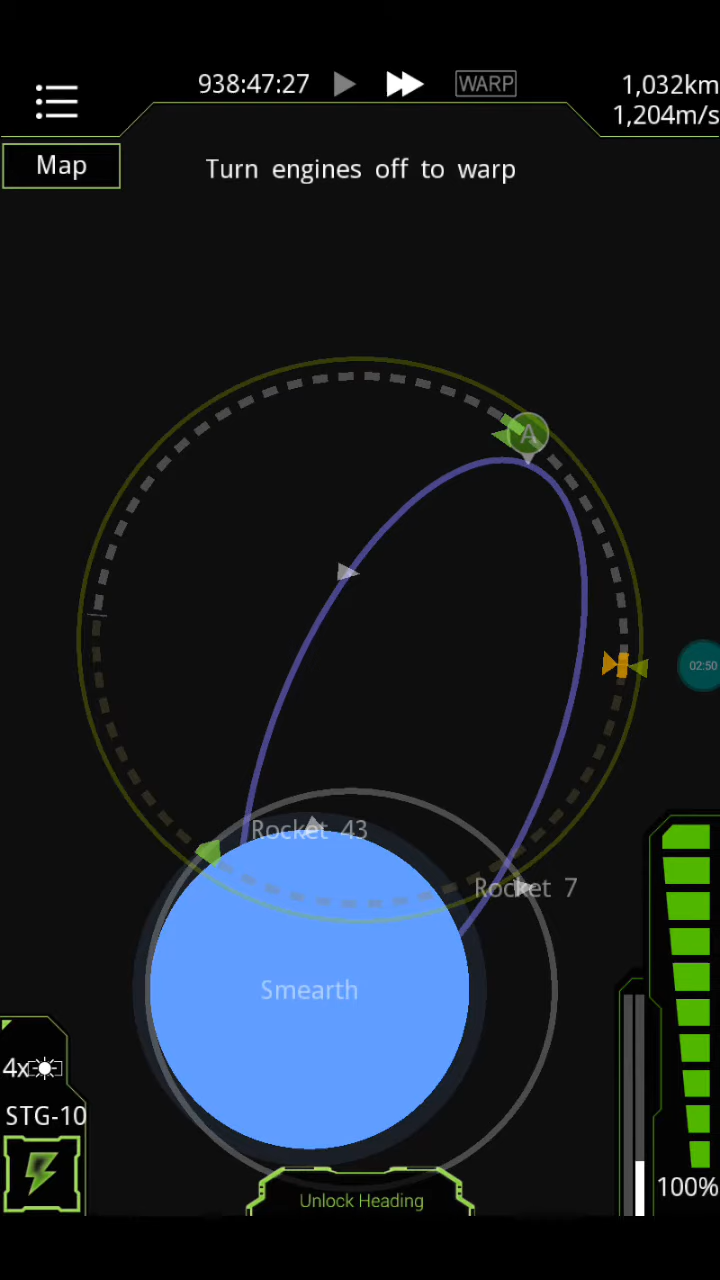 938:47:27
WARP
1,032km
1,204m/s
Map
Turn engines off to warp
A
02:50
Rocket 43
Rocket 7
Smearth
4x
STG-10
100%
Unlock Heading